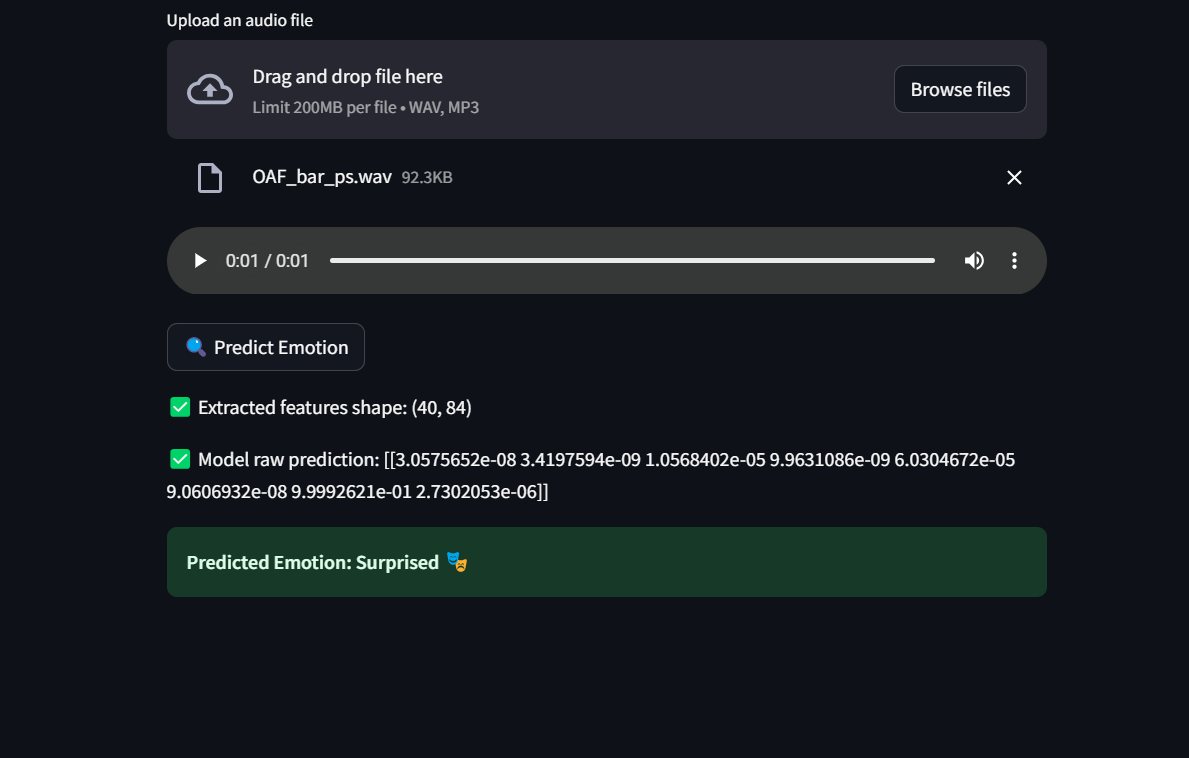 Upload an audio file
Drag and drop file here
Limit 200MB per file • WAV, MP3
Browse files
OAF_bar_ps.wav 92.3KB
0:01 / 0:01
🔍 Predict Emotion
✅ Extracted features shape: (40, 84)
✅ Model raw prediction: [[3.0575652e-08 3.4197594e-09 1.0568402e-05 9.9631086e-09 6.0304672e-05
9.0606932e-08 9.9992621e-01 2.7302053e-06]]
Predicted Emotion: Surprised 🎭